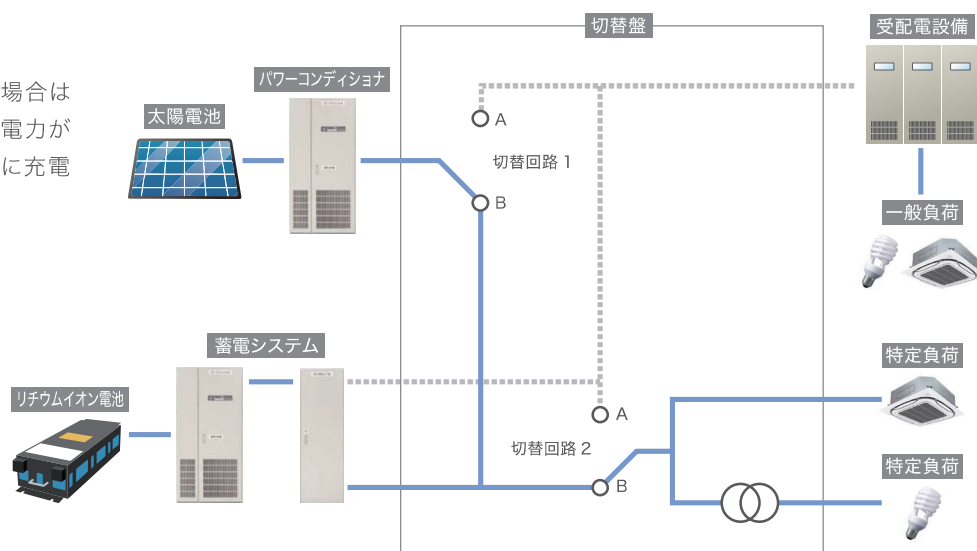 場合は
電力が
に充電
切替盤
受配電設備
パワーコンディショナ
太陽電池
A
切替回路 1
B
一般負荷
蓄電システム
特定負荷
リチウムイオン電池
A
切替回路 2
B
特定負荷